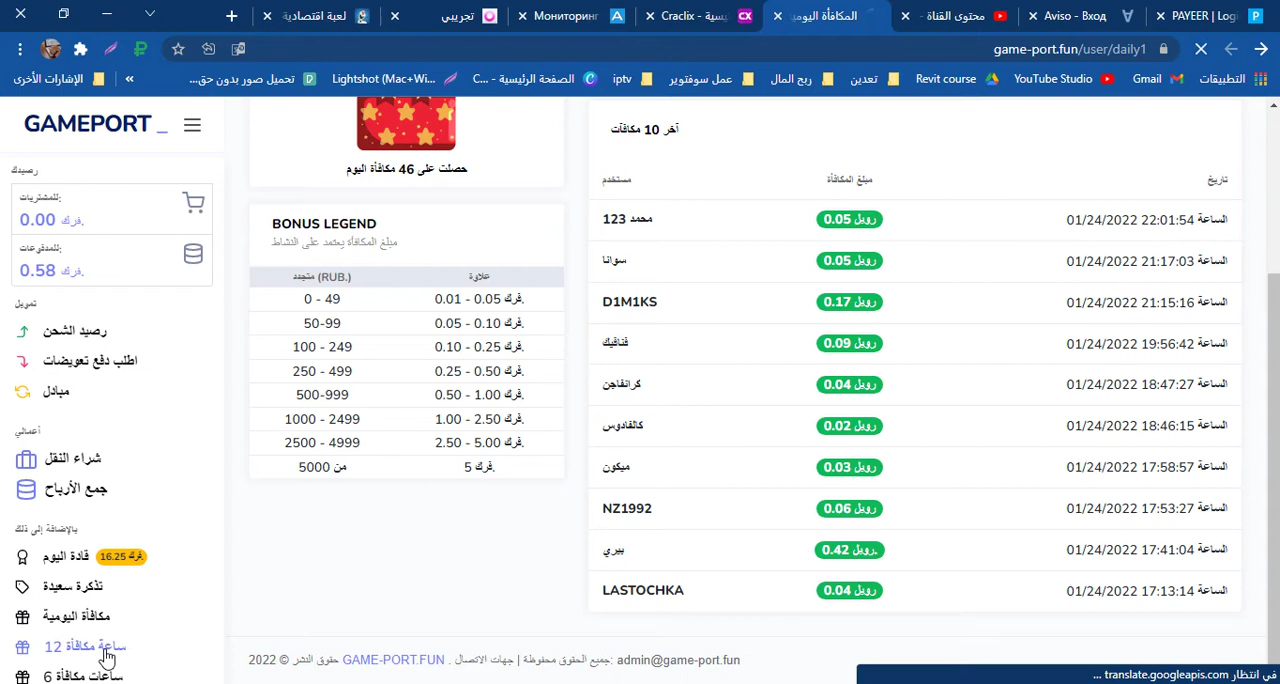 لعبة اقتصادية
تجريبي
Мониторинг
Craclix - ئيسية
المكافأة اليومية
محتوى القناة -
Aviso - Вход
PAYEER | Logi
game-port.fun/user/daily1
الإشارات الأخرى
»
تحميل صور بدون حق...
Lightshot (Mac+Wi...
الصفحة الرئيسية - C...
iptv
عمل سوفتوير
ربح المال
تعدين
Revit course
YouTube Studio
Gmail
التطبيقات
GAMEPORT _
رصيدك
للمشتريات:
0.00 فرك.
للمدفوعات:
0.58 فرك.
تمويل
رصيد الشحن
اطلب دفع تعويضات
مبادل
أعمالي
شراء النقل
جمع الأرباح
بالإضافة إلى ذلك
قادة اليوم 16.25 فرك.
تذكرة سعيدة
مكافأة اليومية
12 ساعة مكافأة
6 ساعات مكافأة
حصلت على 46 مكافأة اليوم
BONUS LEGEND
مبلغ المكافأة يعتمد على النشاط
متجدد (RUB.) علاوة
0 - 49 0.01 - 0.05 فرك.
50-99 0.05 - 0.10 فرك.
100 - 249 0.10 - 0.25 فرك.
250 - 499 0.25 - 0.50 فرك.
500-999 0.50 - 1.00 فرك.
1000 - 2499 1.00 - 2.50 فرك.
2500 - 4999 2.50 - 5.00 فرك.
من 5000 5 فرك.
آخر 10 مكافآت
مستخدم مبلغ المكافأة تاريخ
محمد 123 0.05 روبل 01/24/2022 22:01:54 الساعة
سوانا 0.05 روبل 01/24/2022 21:17:03 الساعة
D1M1KS 0.17 روبل 01/24/2022 21:15:16 الساعة
فنافيك 0.09 روبل 01/24/2022 19:56:42 الساعة
كرانفاجن 0.04 روبل 01/24/2022 18:47:27 الساعة
كالفادوس 0.02 روبل 01/24/2022 18:46:15 الساعة
ميكون 0.03 روبل 01/24/2022 17:58:57 الساعة
NZ1992 0.06 روبل 01/24/2022 17:53:27 الساعة
بيري 0.42 روبل. 01/24/2022 17:41:04 الساعة
LASTOCHKA 0.04 روبل 01/24/2022 17:13:14 الساعة
حقوق النشر © 2022 GAME-PORT.FUN . جميع الحقوق محفوظة | جهات الاتصال: admin@game-port.fun
في انتظار translate.googleapis.com ...